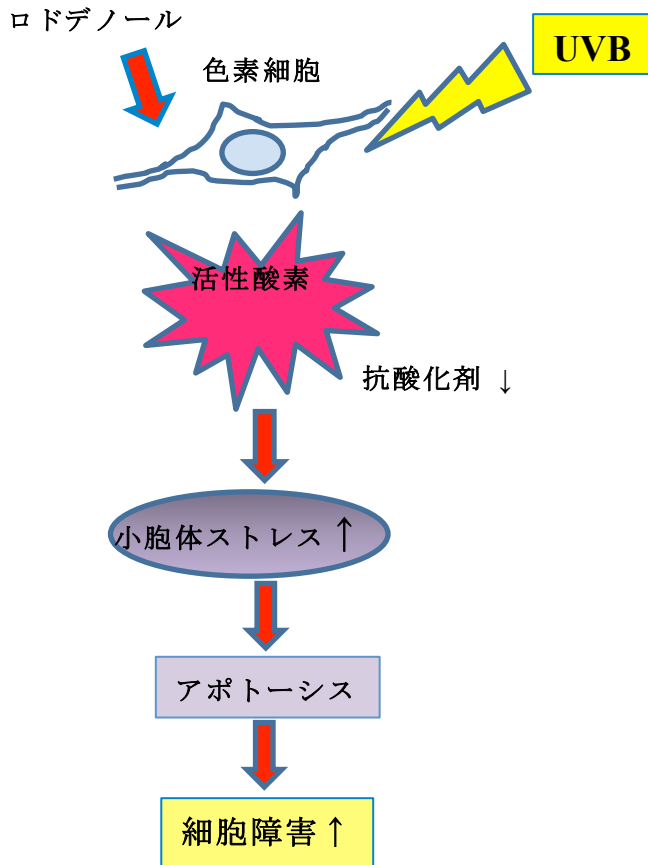 ロドデノール
UVB
色素細胞
活性酸素
抗酸化剤 ↓
小胞体ストレス ↑
アポトーシス
細胞障害 ↑